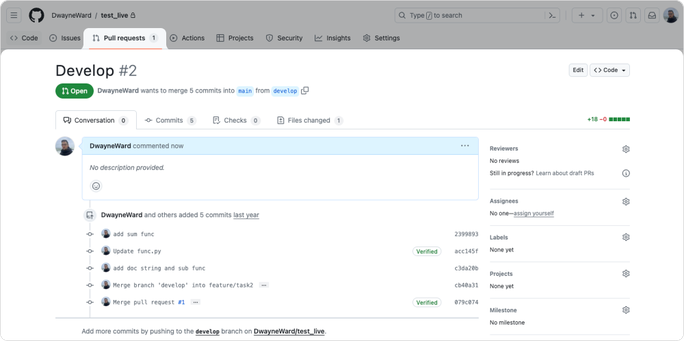 DwayneWard / test_live
Type / to search
Code
Issues
Pull requests 1
Actions
Projects
Security
Insights
Settings
Develop #2
Edit
Code
Open
DwayneWard wants to merge 5 commits into main from develop
Conversation 0
Commits 5
Checks 0
Files changed 1
+18 −0
DwayneWard commented now
No description provided.
DwayneWard and others added 5 commits last year
add sum func 2399893
Update func.py Verified acc145f
add doc string and sub func c3da20b
Merge branch 'develop' into feature/task2 cb40a31
Merge pull request #1 Verified 079c074
Add more commits by pushing to the develop branch on DwayneWard/test_live.
Reviewers
No reviews
Still in progress? Learn about draft PRs
Assignees
No one—assign yourself
Labels
None yet
Projects
None yet
Milestone
No milestone